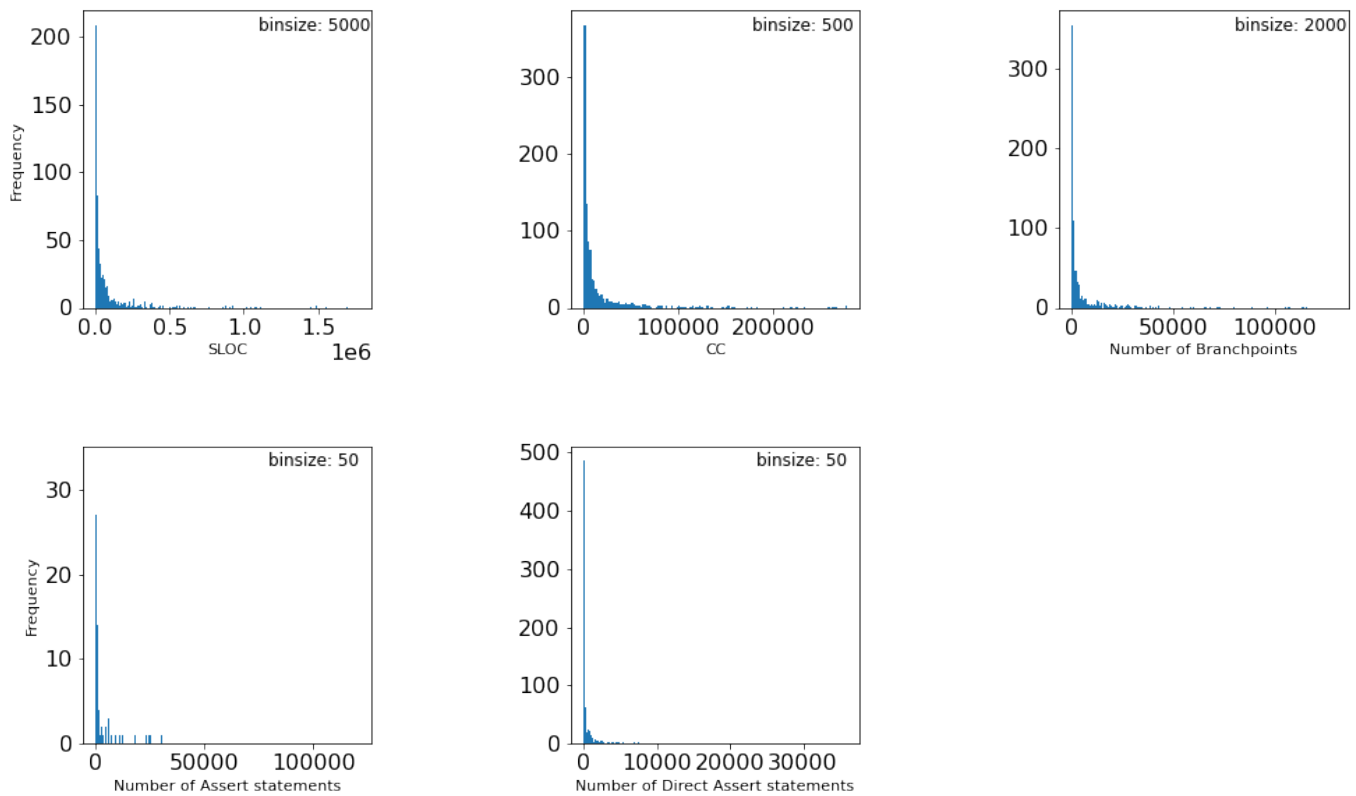 binsize: 5000
200
150
100
50
0
Frequency
0.0 0.5 1.0 1.5
SLOC
1e6
binsize: 500
300
200
100
0
0 100000 200000
CC
binsize: 2000
300
200
100
0
0 50000 100000
Number of Branchpoints
binsize: 50
30
20
10
0
Frequency
0 50000 100000
Number of Assert statements
binsize: 50
500
400
300
200
100
0
0 10000 20000 30000
Number of Direct Assert statements